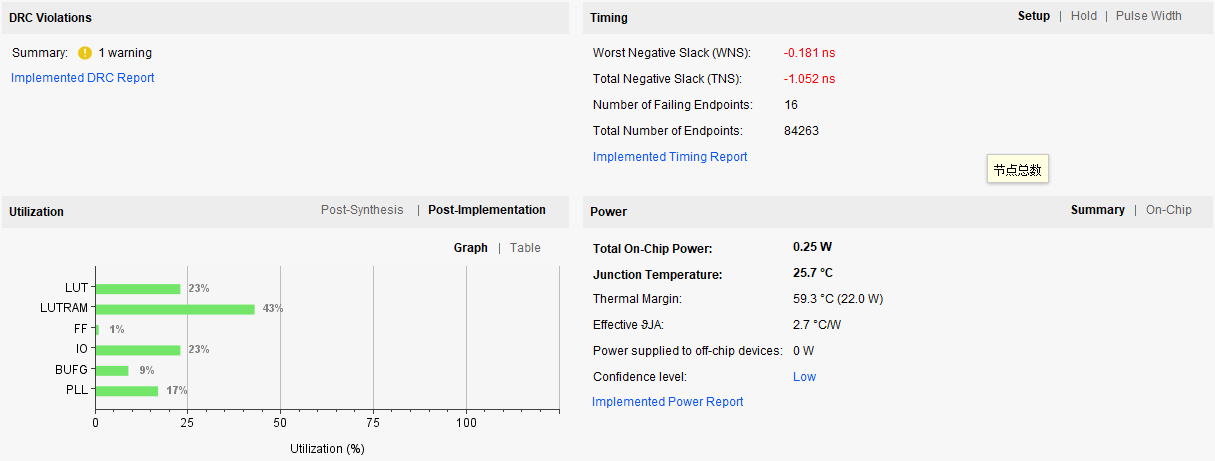 DRC Violations
Summary: 1 warning
Implemented DRC Report
Timing
Setup | Hold | Pulse Width
Worst Negative Slack (WNS): -0.181 ns
Total Negative Slack (TNS): -1.052 ns
Number of Failing Endpoints: 16
Total Number of Endpoints: 84263
Implemented Timing Report
节点总数
Utilization
Post-Synthesis | Post-Implementation
Graph | Table
LUT 23%
LUTRAM 43%
FF 1%
IO 23%
BUFG 9%
PLL 17%
0 25 50 75 100
Utilization (%)
Power
Summary | On-Chip
Total On-Chip Power: 0.25 W
Junction Temperature: 25.7 °C
Thermal Margin: 59.3 °C (22.0 W)
Effective ϑJA: 2.7 °C/W
Power supplied to off-chip devices: 0 W
Confidence level: Low
Implemented Power Report